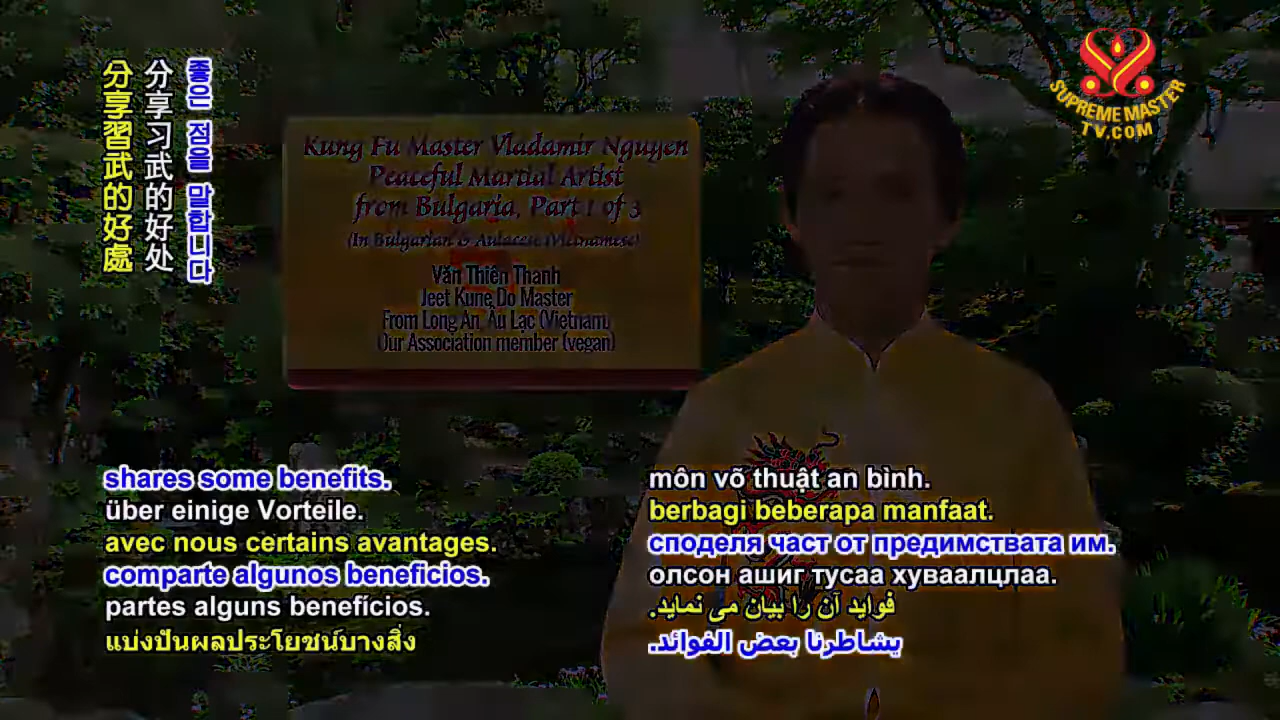 좋은 점을 말합니다
分享习武的好处
分享習武的好處
SUPREME MASTER
TV.COM
Kung Fu Master Vladamir Nguyen
Peaceful Martial Artist
from Bulgaria, Part 1 of 3
(In Bulgarian & Aulacese (Vietnamese)
Văn Thiên Thanh
Jeet Kune Do Master
From Long An, Âu Lạc (Vietnam)
Our Association member (vegan)
shares some benefits.
über einige Vorteile.
avec nous certains avantages.
comparte algunos beneficios.
partes alguns benefícios.
แบ่งปันผลประโยชน์บางสิ่ง
môn võ thuật an bình.
berbagi beberapa manfaat.
споделя част от предимствата им.
олсон ашиг тусаа хуваалцлаа.
فواید آن را بیان می نماید.
يشاطرنا بعض الفوائد.